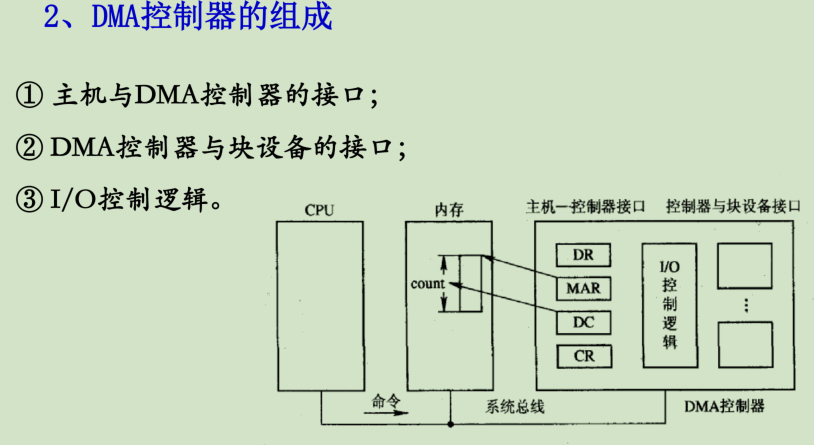 2、DMA控制器的组成
① 主机与DMA控制器的接口；
② DMA控制器与块设备的接口；
③ I/O控制逻辑。
CPU
内存
主机—控制器接口
控制器与块设备接口
count
DR
MAR
DC
CR
I/O
控
制
逻
辑
⋮
命令
系统总线
DMA控制器